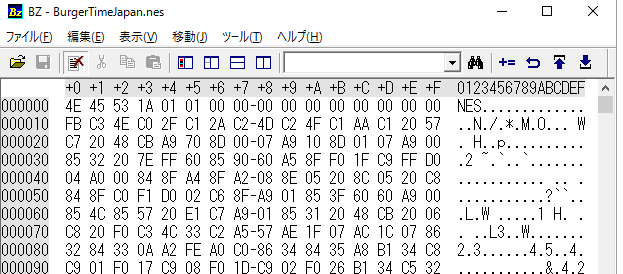 BZ - BurgerTimeJapan.nes
ファイル(F) 編集(E) 表示(V) 移動(J) ツール(T) ヘルプ(H)
+0 +1 +2 +3 +4 +5 +6 +7 +8 +9 +A +B +C +D +E +F 0123456789ABCDEF
000000 4E 45 53 1A 01 01 00 00-00 00 00 00 00 00 00 00 NES.............
000010 FB C3 4E C0 2F C1 2A C2-4D C2 4F C1 AA C1 20 57 ..N./.*.M.O... W
000020 C7 20 48 CB A9 70 8D 00-07 A9 10 8D 01 07 A9 00 . H..p..........
000030 85 32 20 7E FF 60 85 90-60 A5 8F F0 1F C9 FF D0 .2 ~.`..`.......
000040 04 A0 00 84 8F A4 8F A2-08 8E 05 20 8C 05 20 C8 ........... .. .
000050 84 8F C0 F1 D0 02 C6 8F-A9 01 85 3F 60 60 A9 00 ...........?``..
000060 85 4C 85 57 20 E1 C7 A9-01 85 31 20 48 CB 20 06 .L.W .....1 H. .
000070 C8 20 F0 C3 4C 33 C2 A5-57 AE 1F 07 AC 1C 07 86 . ..L3..W.......
000080 32 84 33 0A A2 FE A0 C0-86 34 84 35 A8 B1 34 C8 2.3......4.5..4.
000090 C9 01 F0 17 C9 08 F0 1D-C9 02 F0 26 B1 34 C5 32 ...........&.4.2